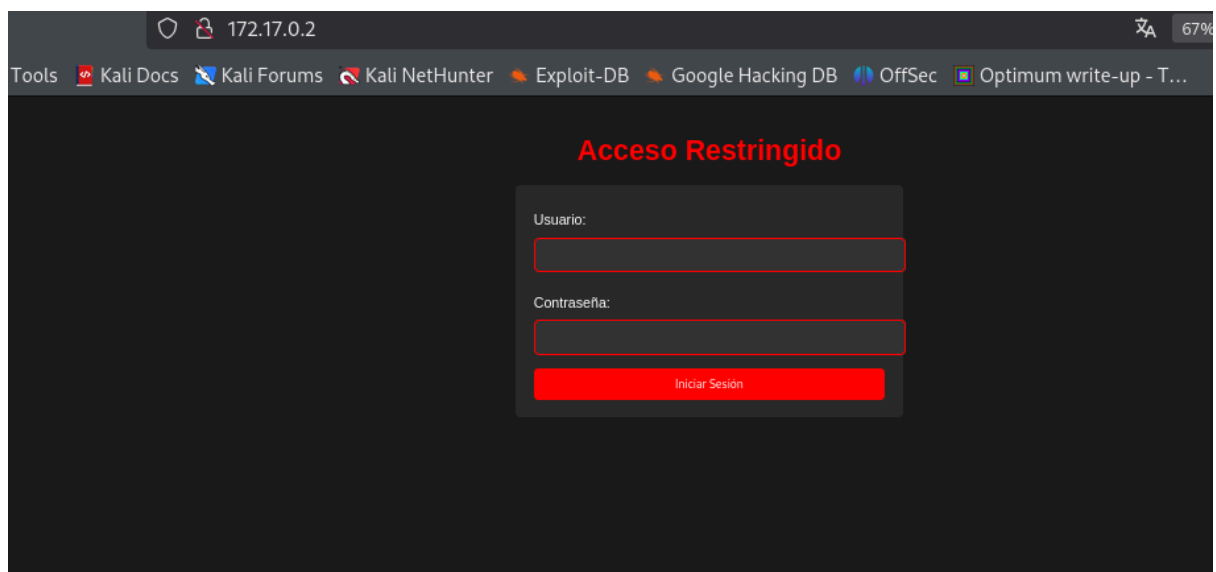 172.17.0.2 67%
Tools Kali Docs Kali Forums Kali NetHunter Exploit-DB Google Hacking DB OffSec Optimum write-up - T…
Acceso Restringido
Usuario:
Contraseña:
Iniciar Sesión